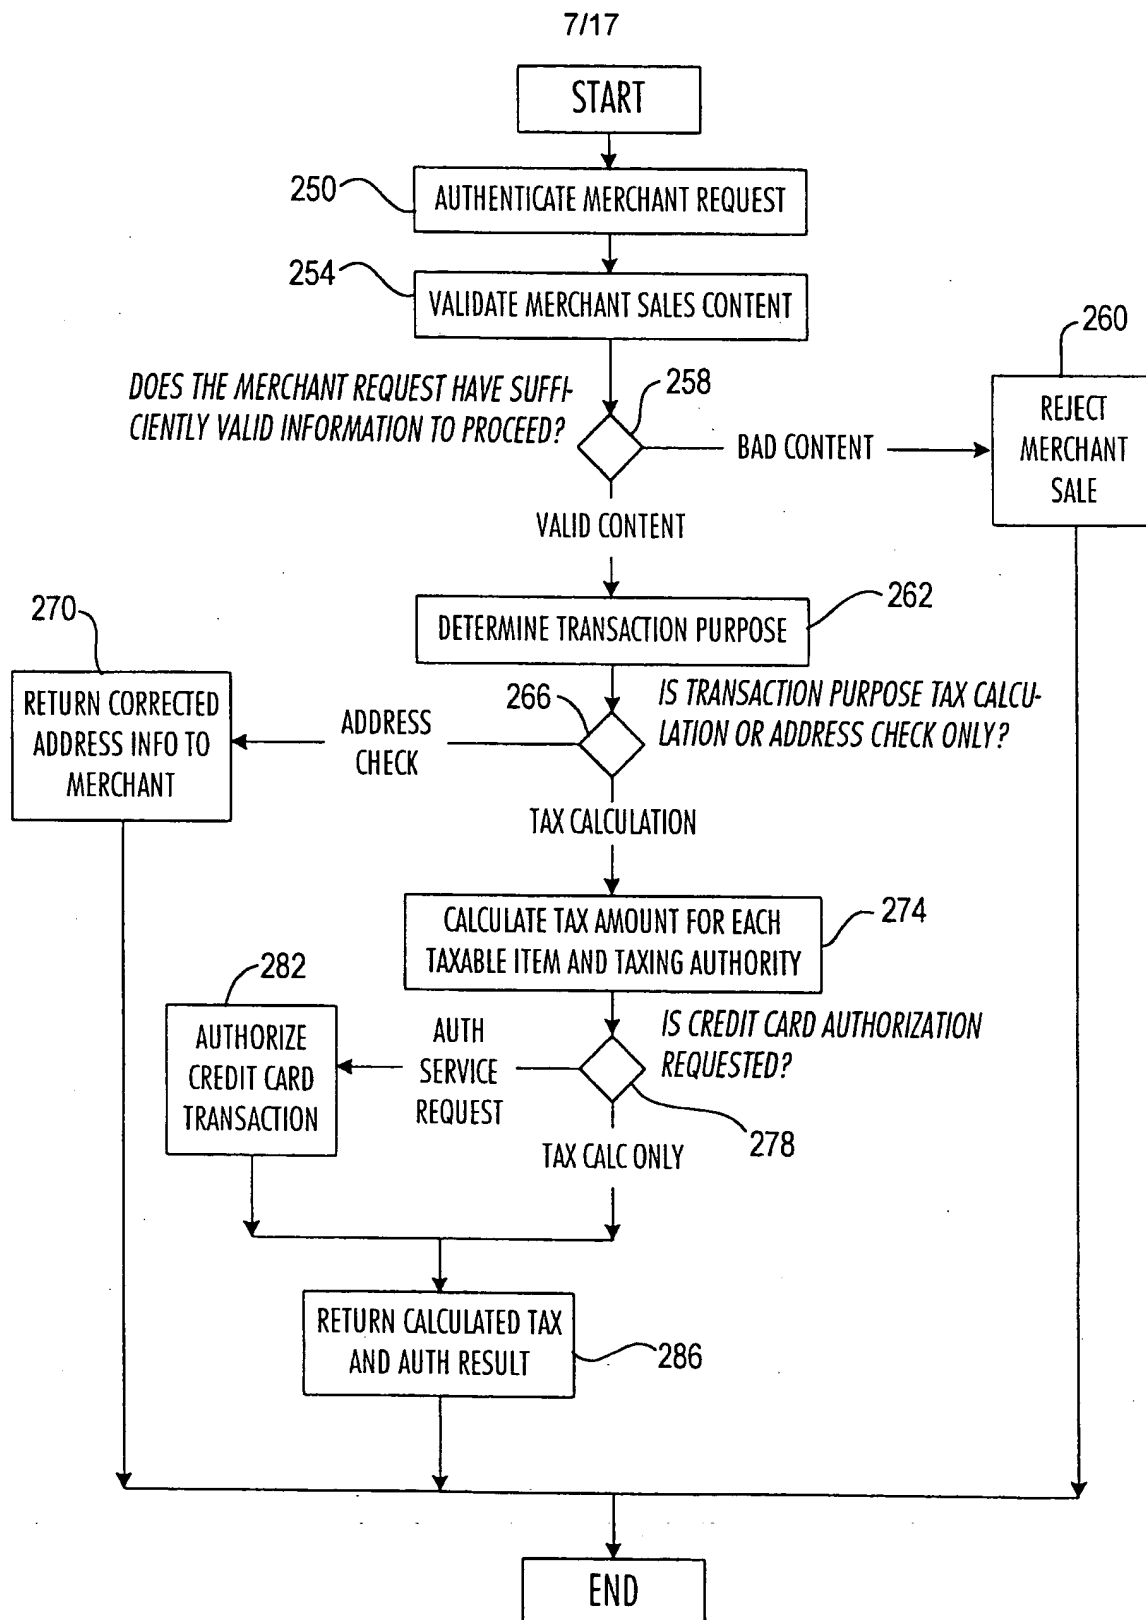 7/17
START
250
AUTHENTICATE MERCHANT REQUEST
254
VALIDATE MERCHANT SALES CONTENT
260
DOES THE MERCHANT REQUEST HAVE SUFFI-
CIENTLY VALID INFORMATION TO PROCEED?
258
REJECT
MERCHANT
SALE
BAD CONTENT
VALID CONTENT
262
DETERMINE TRANSACTION PURPOSE
270
RETURN CORRECTED
ADDRESS INFO TO
MERCHANT
266
IS TRANSACTION PURPOSE TAX CALCU-
LATION OR ADDRESS CHECK ONLY?
ADDRESS
CHECK
TAX CALCULATION
274
CALCULATE TAX AMOUNT FOR EACH
TAXABLE ITEM AND TAXING AUTHORITY
282
AUTHORIZE
CREDIT CARD
TRANSACTION
AUTH
SERVICE
REQUEST
IS CREDIT CARD AUTHORIZATION
REQUESTED?
278
TAX CALC ONLY
RETURN CALCULATED TAX
AND AUTH RESULT
286
END